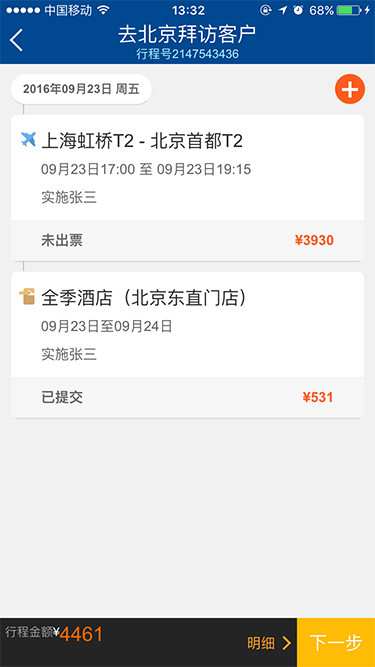 中国移动 13:32 68%
去北京拜访客户
行程号2147543436
2016年09月23日 周五
上海虹桥T2 - 北京首都T2
09月23日17:00 至 09月23日19:15
实施张三
未出票 ¥3930
全季酒店（北京东直门店）
09月23日至09月24日
实施张三
已提交 ¥531
行程金额¥4461 明细 下一步